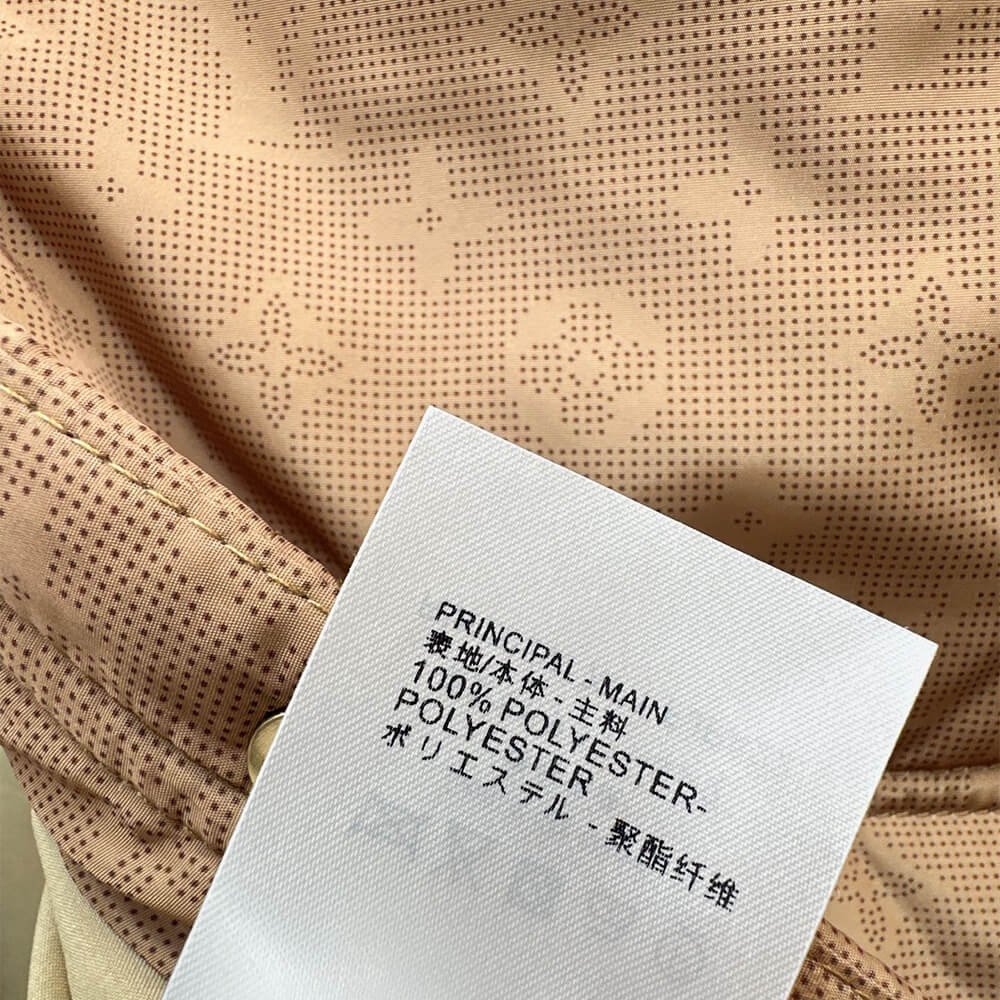 PRINCIPAL - MAIN
表地/本体 - 主料
100% POLYESTER-
POLYESTER
ポリエステル - 聚酯纤维